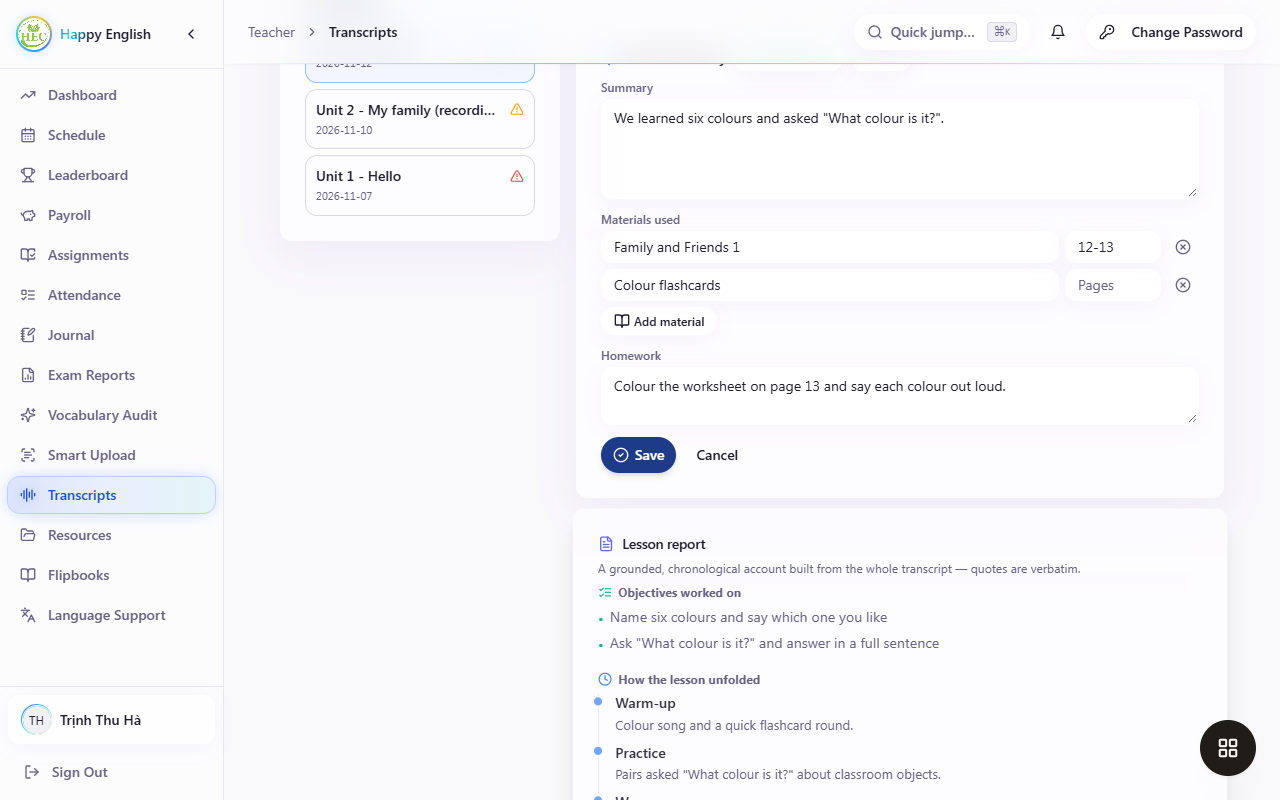 HEC
Happy English
Dashboard
Schedule
Leaderboard
Payroll
Assignments
Attendance
Journal
Exam Reports
Vocabulary Audit
Smart Upload
Transcripts
Resources
Flipbooks
Language Support
TH
Trịnh Thu Hà
Sign Out
Teacher
Transcripts
Quick jump...
⌘K
Change Password
2026-11-12
Unit 2 - My family (recordi...
2026-11-10
Unit 1 - Hello
2026-11-07
Summary
We learned six colours and asked "What colour is it?".
Materials used
Family and Friends 1
12-13
Colour flashcards
Pages
Add material
Homework
Colour the worksheet on page 13 and say each colour out loud.
Save
Cancel
Lesson report
A grounded, chronological account built from the whole transcript — quotes are verbatim.
Objectives worked on
• Name six colours and say which one you like
• Ask "What colour is it?" and answer in a full sentence
How the lesson unfolded
Warm-up
Colour song and a quick flashcard round.
Practice
Pairs asked "What colour is it?" about classroom objects.